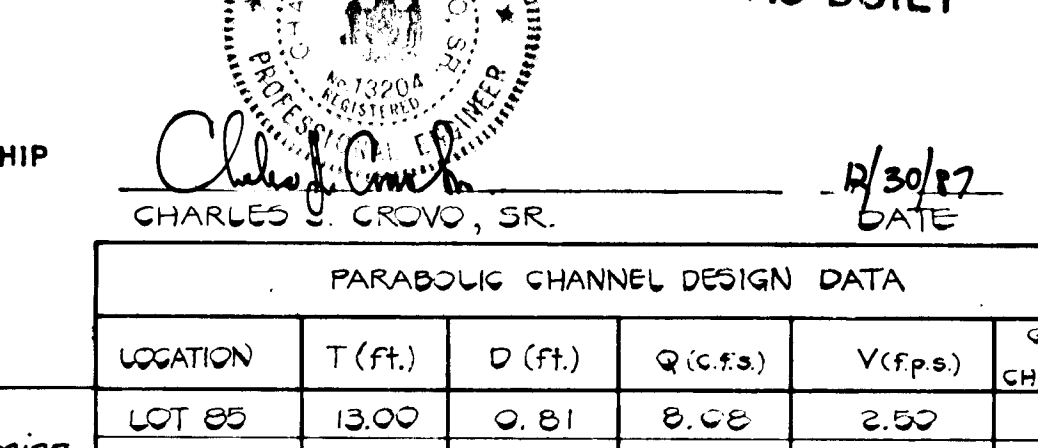 No. 13204
REGISTERED
PROFESSIONAL ENGINEER
12/30/87
CHARLES J. CROVO, SR.
DATE
PARABOLIC CHANNEL DESIGN DATA
LOCATION T (ft.) D (ft.) Q (c.f.s.) V (f.p.s.)
LOT 85 13.00 0.81 8.08 2.50